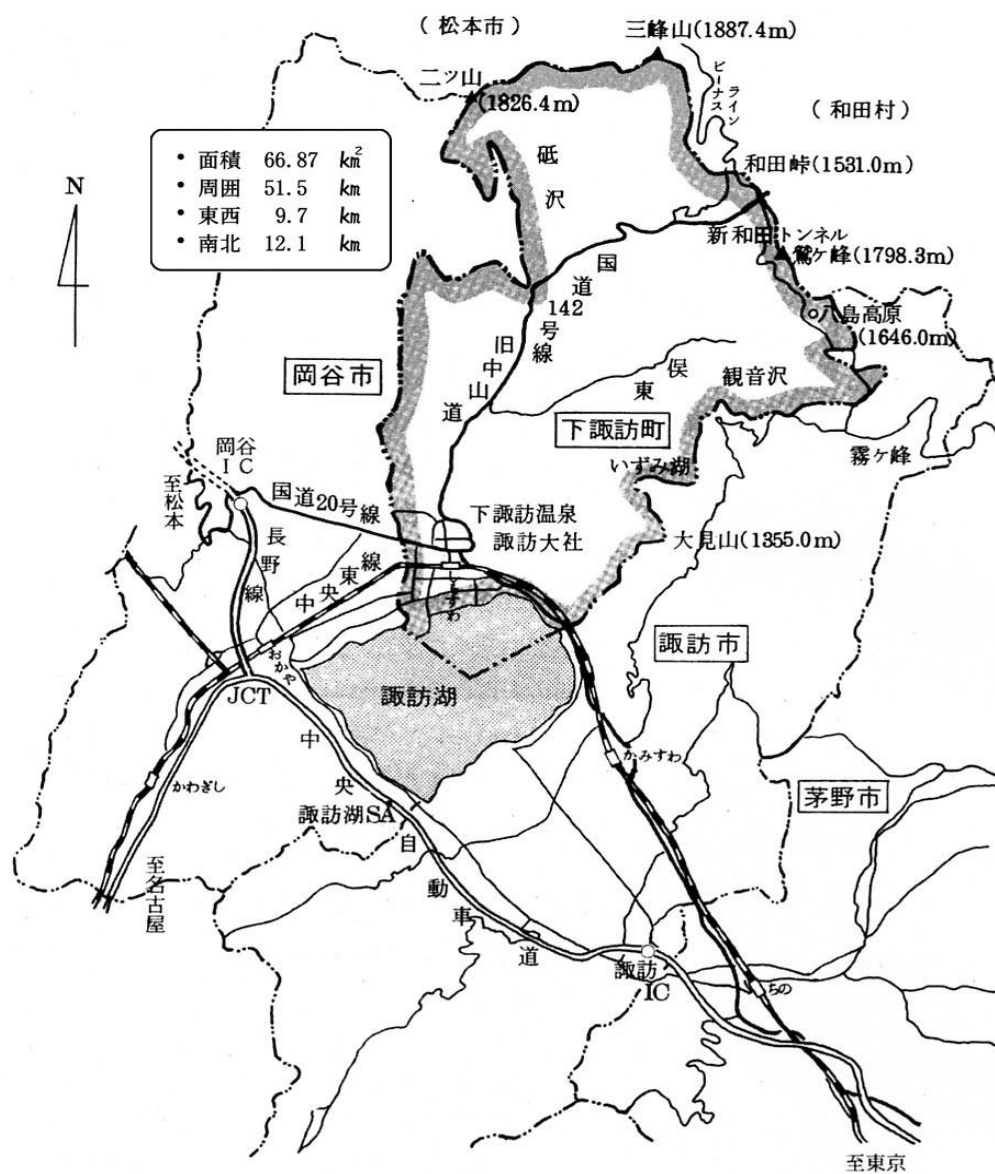 （松本市）
三峰山(1887.4m)
ビーナスライン
二ツ山
(1826.4m)
（和田村）
• 面積 66.87 km²
• 周囲 51.5 km
• 東西 9.7 km
• 南北 12.1 km
N
砥沢
和田峠(1531.0m)
新和田トンネル
鷲ヶ峰(1798.3m)
国道142号線
八島高原
(1646.0m)
旧中山道
岡谷市
東俣
観音沢
下諏訪町
いずみ湖
霧ヶ峰
岡谷
IC
至松本
国道20号線
下諏訪温泉
諏訪大社
大見山(1355.0m)
長野線
中央東線
しもすわ
諏訪市
おかや
JCT
諏訪湖
かみすわ
かわぎし
茅野市
諏訪湖SA
中央自動車道
至名古屋
諏訪
IC
ちの
至東京